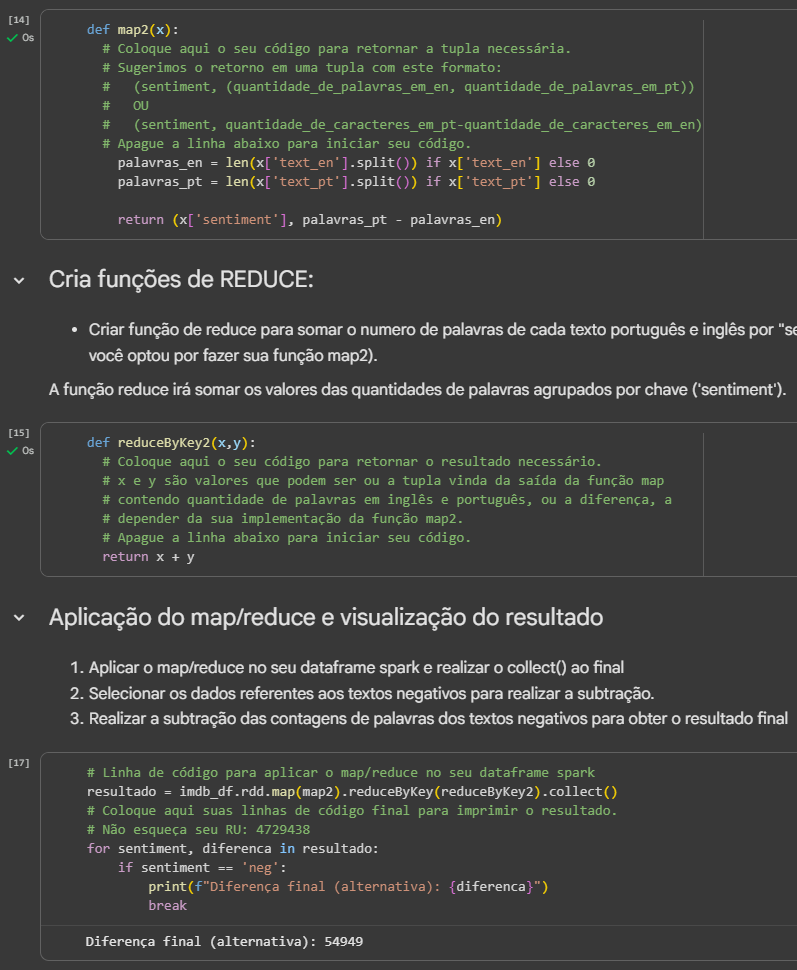 [14]
0s
def map2(x):
# Coloque aqui o seu código para retornar a tupla necessária.
# Sugerimos o retorno em uma tupla com este formato:
#   (sentiment, (quantidade_de_palavras_em_en, quantidade_de_palavras_em_pt))
#   OU
#   (sentiment, quantidade_de_caracteres_em_pt-quantidade_de_caracteres_em_en)
# Apague a linha abaixo para iniciar seu código.
palavras_en = len(x['text_en'].split()) if x['text_en'] else 0
palavras_pt = len(x['text_pt'].split()) if x['text_pt'] else 0
return (x['sentiment'], palavras_pt - palavras_en)
Cria funções de REDUCE:
• Criar função de reduce para somar o numero de palavras de cada texto português e inglês por "se
você optou por fazer sua função map2).
A função reduce irá somar os valores das quantidades de palavras agrupados por chave ('sentiment').
[15]
0s
def reduceByKey2(x,y):
# Coloque aqui o seu código para retornar o resultado necessário.
# x e y são valores que podem ser ou a tupla vinda da saída da função map
# contendo quantidade de palavras em inglês e português, ou a diferença, a
# depender da sua implementação da função map2.
# Apague a linha abaixo para iniciar seu código.
return x + y
Aplicação do map/reduce e visualização do resultado
1. Aplicar o map/reduce no seu dataframe spark e realizar o collect() ao final
2. Selecionar os dados referentes aos textos negativos para realizar a subtração.
3. Realizar a subtração das contagens de palavras dos textos negativos para obter o resultado final
[17]
# Linha de código para aplicar o map/reduce no seu dataframe spark
resultado = imdb_df.rdd.map(map2).reduceByKey(reduceByKey2).collect()
# Coloque aqui suas linhas de código final para imprimir o resultado.
# Não esqueça seu RU: 4729438
for sentiment, diferenca in resultado:
if sentiment == 'neg':
print(f"Diferença final (alternativa): {diferenca}")
break
Diferença final (alternativa): 54949